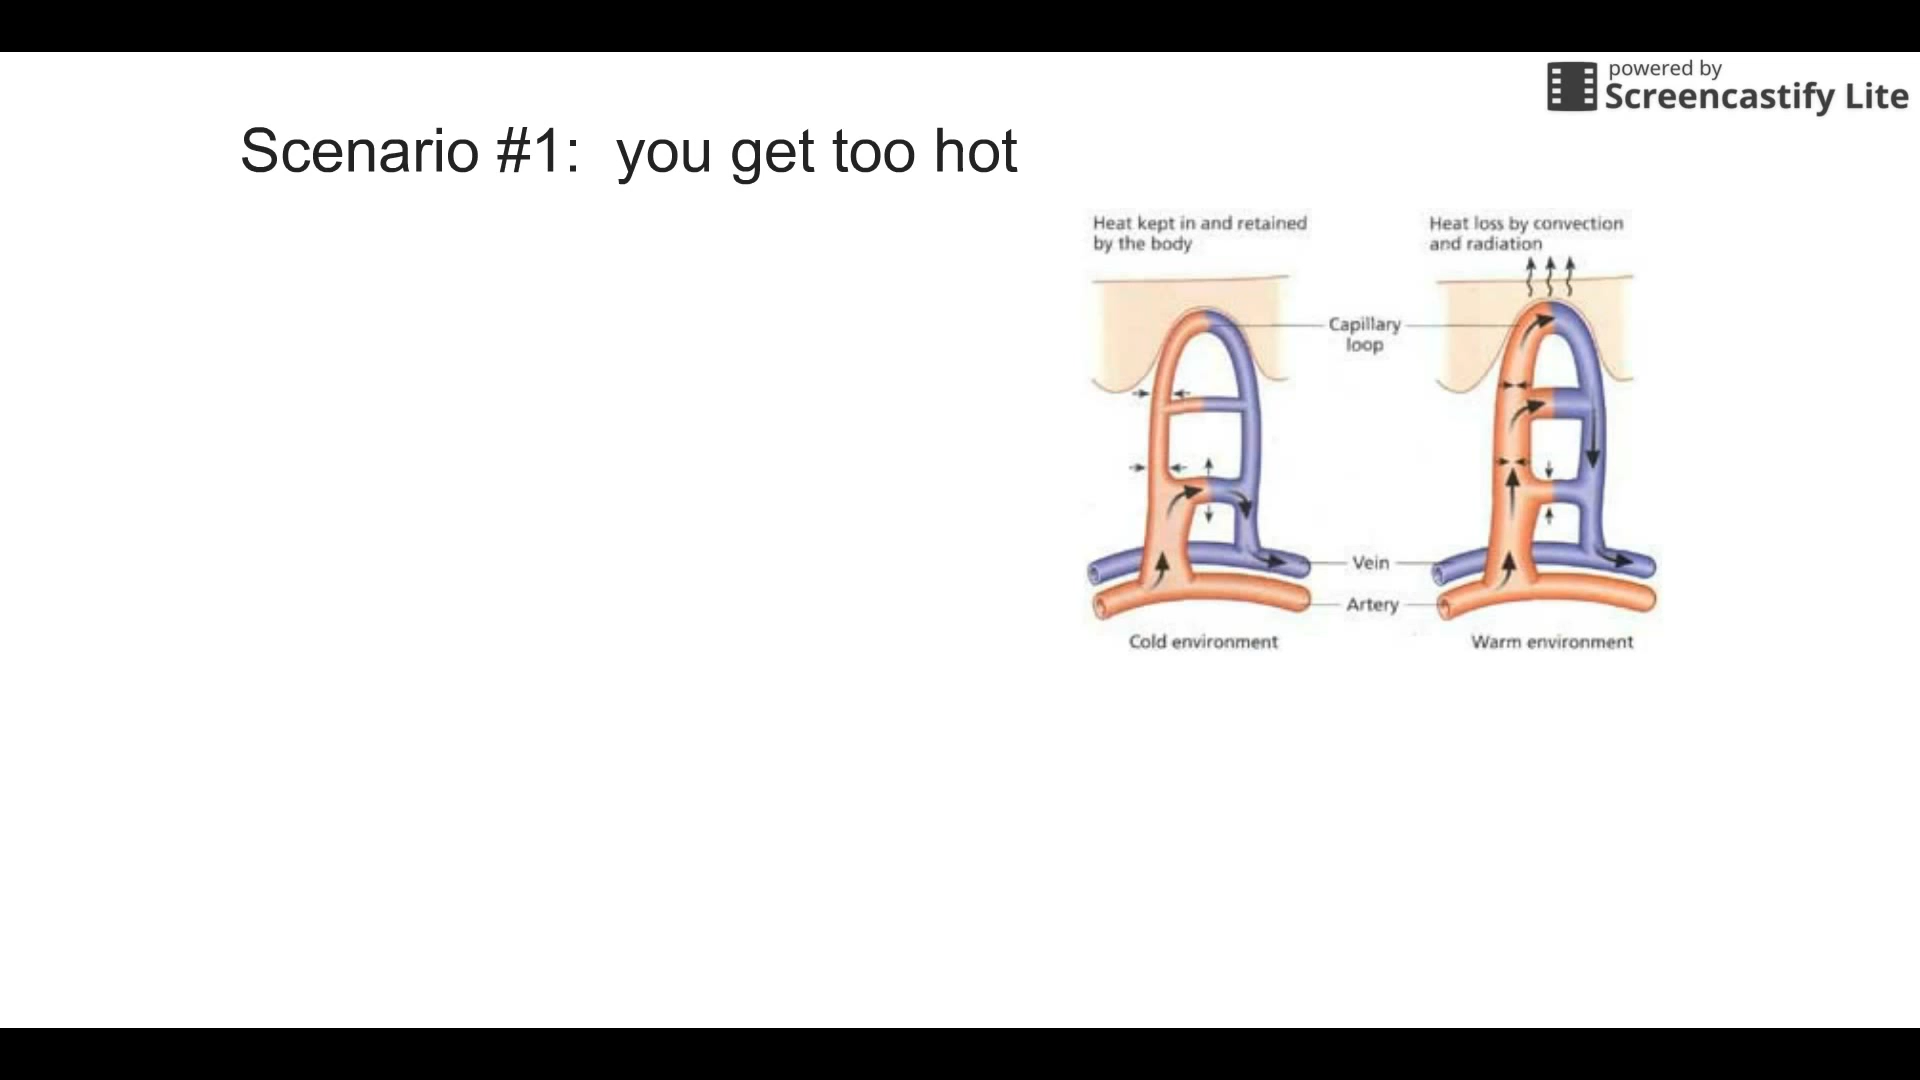 powered by
Screencastify Lite
Scenario #1:  you get too hot
Heat kept in and retained
by the body
Heat loss by convection
and radiation
Capillary
loop
Vein
Artery
Cold environment
Warm environment